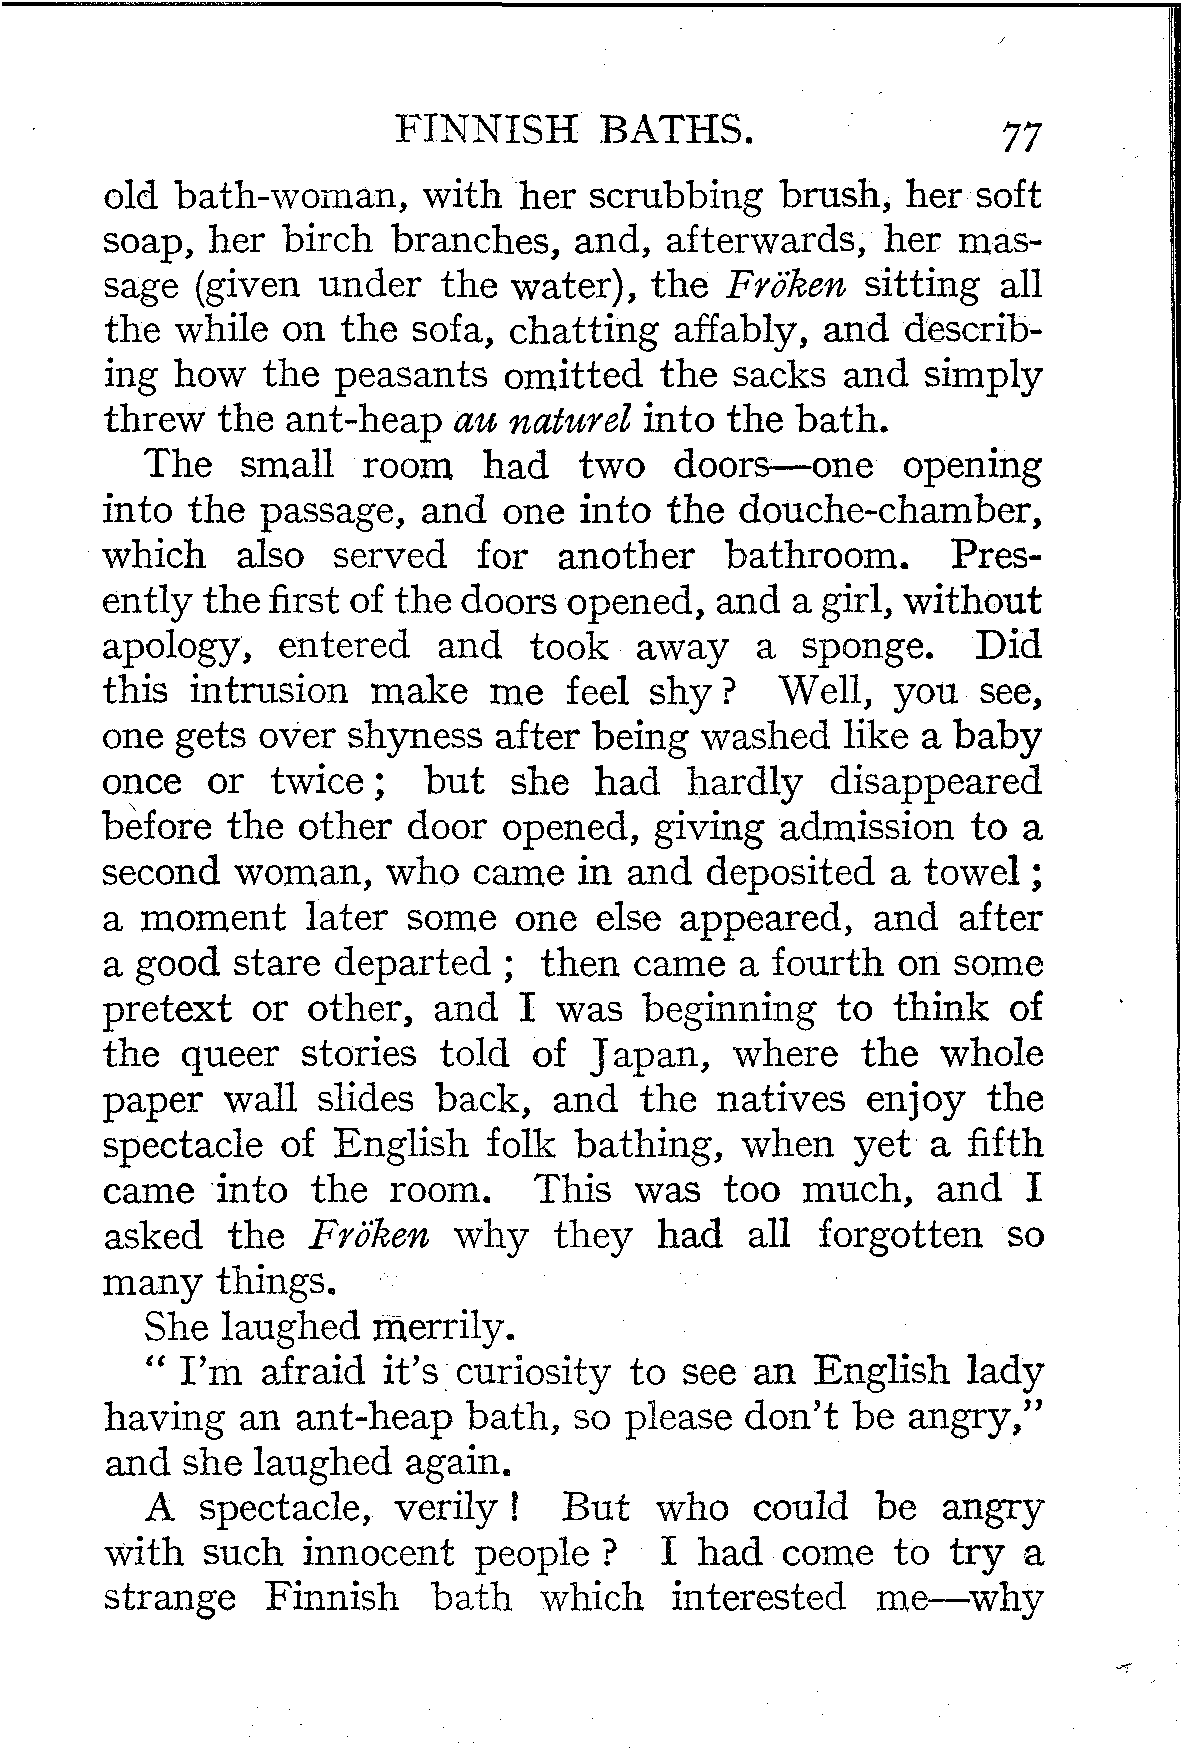 FINNISH BATHS. 77
old bath-woman, with her scrubbing brush, her soft
soap, her birch branches, and, afterwards, her mas-
sage (given under the water), the Fröken sitting all
the while on the sofa, chatting affably, and describ-
ing how the peasants omitted the sacks and simply
threw the ant-heap au naturel into the bath.
The small room had two doors—one opening
into the passage, and one into the douche-chamber,
which also served for another bathroom. Pres-
ently the first of the doors opened, and a girl, without
apology, entered and took away a sponge. Did
this intrusion make me feel shy? Well, you see,
one gets over shyness after being washed like a baby
once or twice; but she had hardly disappeared
before the other door opened, giving admission to a
second woman, who came in and deposited a towel;
a moment later some one else appeared, and after
a good stare departed; then came a fourth on some
pretext or other, and I was beginning to think of
the queer stories told of Japan, where the whole
paper wall slides back, and the natives enjoy the
spectacle of English folk bathing, when yet a fifth
came into the room. This was too much, and I
asked the Fröken why they had all forgotten so
many things.
She laughed merrily.
"I'm afraid it's curiosity to see an English lady
having an ant-heap bath, so please don't be angry,"
and she laughed again.
A spectacle, verily! But who could be angry
with such innocent people? I had come to try a
strange Finnish bath which interested me—why